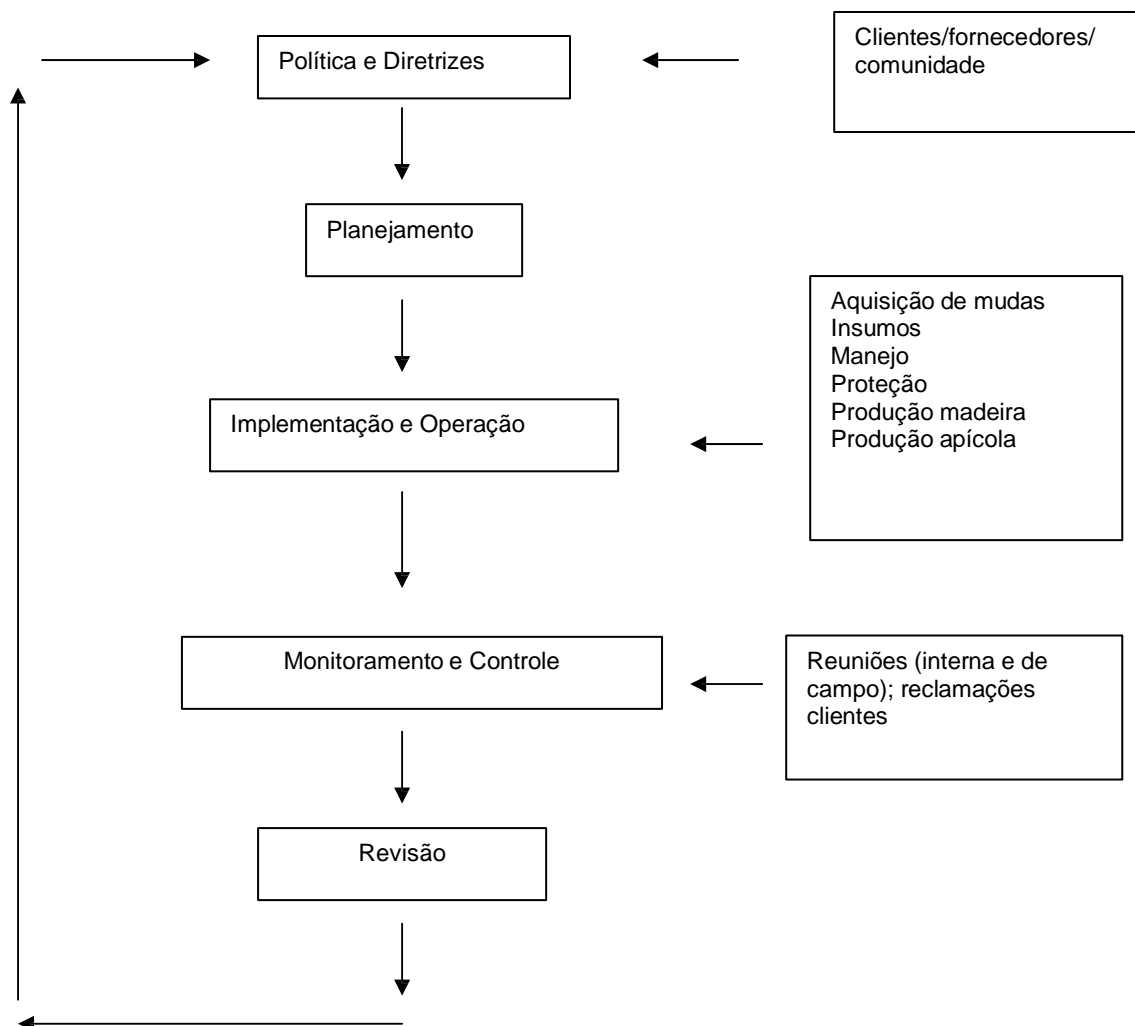 Política e Diretrizes
Clientes/fornecedores/
comunidade
Planejamento
Aquisição de mudas
Insumos
Manejo
Proteção
Produção madeira
Produção apícola
Implementação e Operação
Monitoramento e Controle
Reuniões (interna e de
campo); reclamações
clientes
Revisão